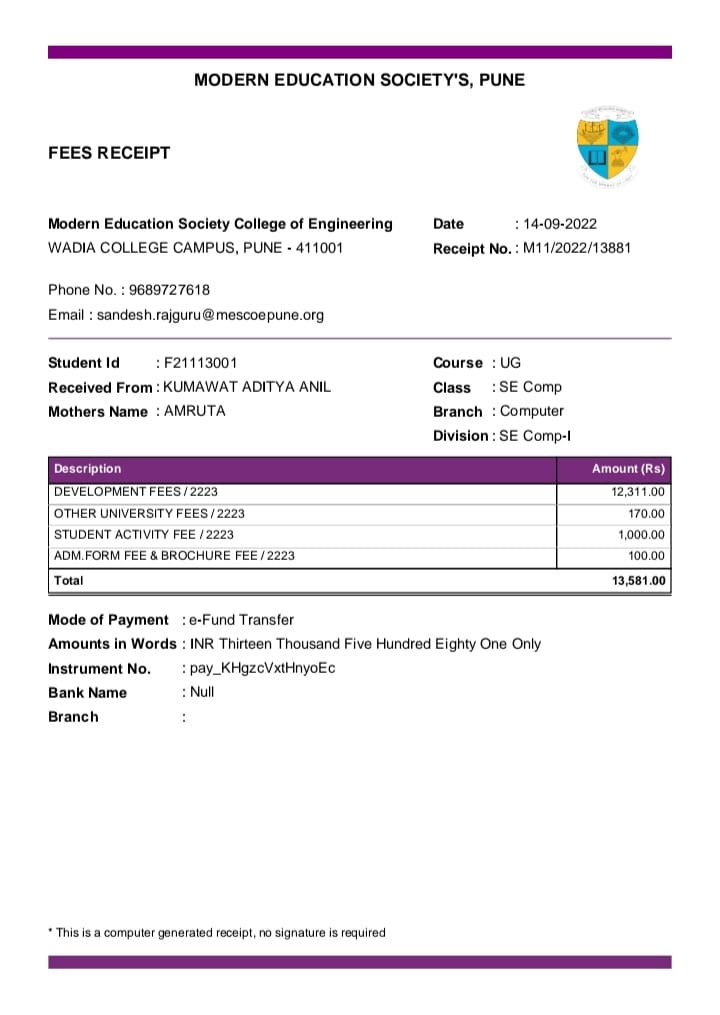 MODERN EDUCATION SOCIETY'S, PUNE
FEES RECEIPT
Modern Education Society College of Engineering
WADIA COLLEGE CAMPUS, PUNE - 411001
Date : 14-09-2022
Receipt No. : M11/2022/13881
Phone No. : 9689727618
Email : sandesh.rajguru@mescoepune.org
Student Id : F21113001
Received From : KUMAWAT ADITYA ANIL
Mothers Name : AMRUTA
Course : UG
Class : SE Comp
Branch : Computer
Division : SE Comp-I
Description Amount (Rs)
DEVELOPMENT FEES / 2223 12,311.00
OTHER UNIVERSITY FEES / 2223 170.00
STUDENT ACTIVITY FEE / 2223 1,000.00
ADM.FORM FEE & BROCHURE FEE / 2223 100.00
Total 13,581.00
Mode of Payment : e-Fund Transfer
Amounts in Words : INR Thirteen Thousand Five Hundred Eighty One Only
Instrument No. : pay_KHgzcVxtHnyoEc
Bank Name : Null
Branch :
* This is a computer generated receipt, no signature is required